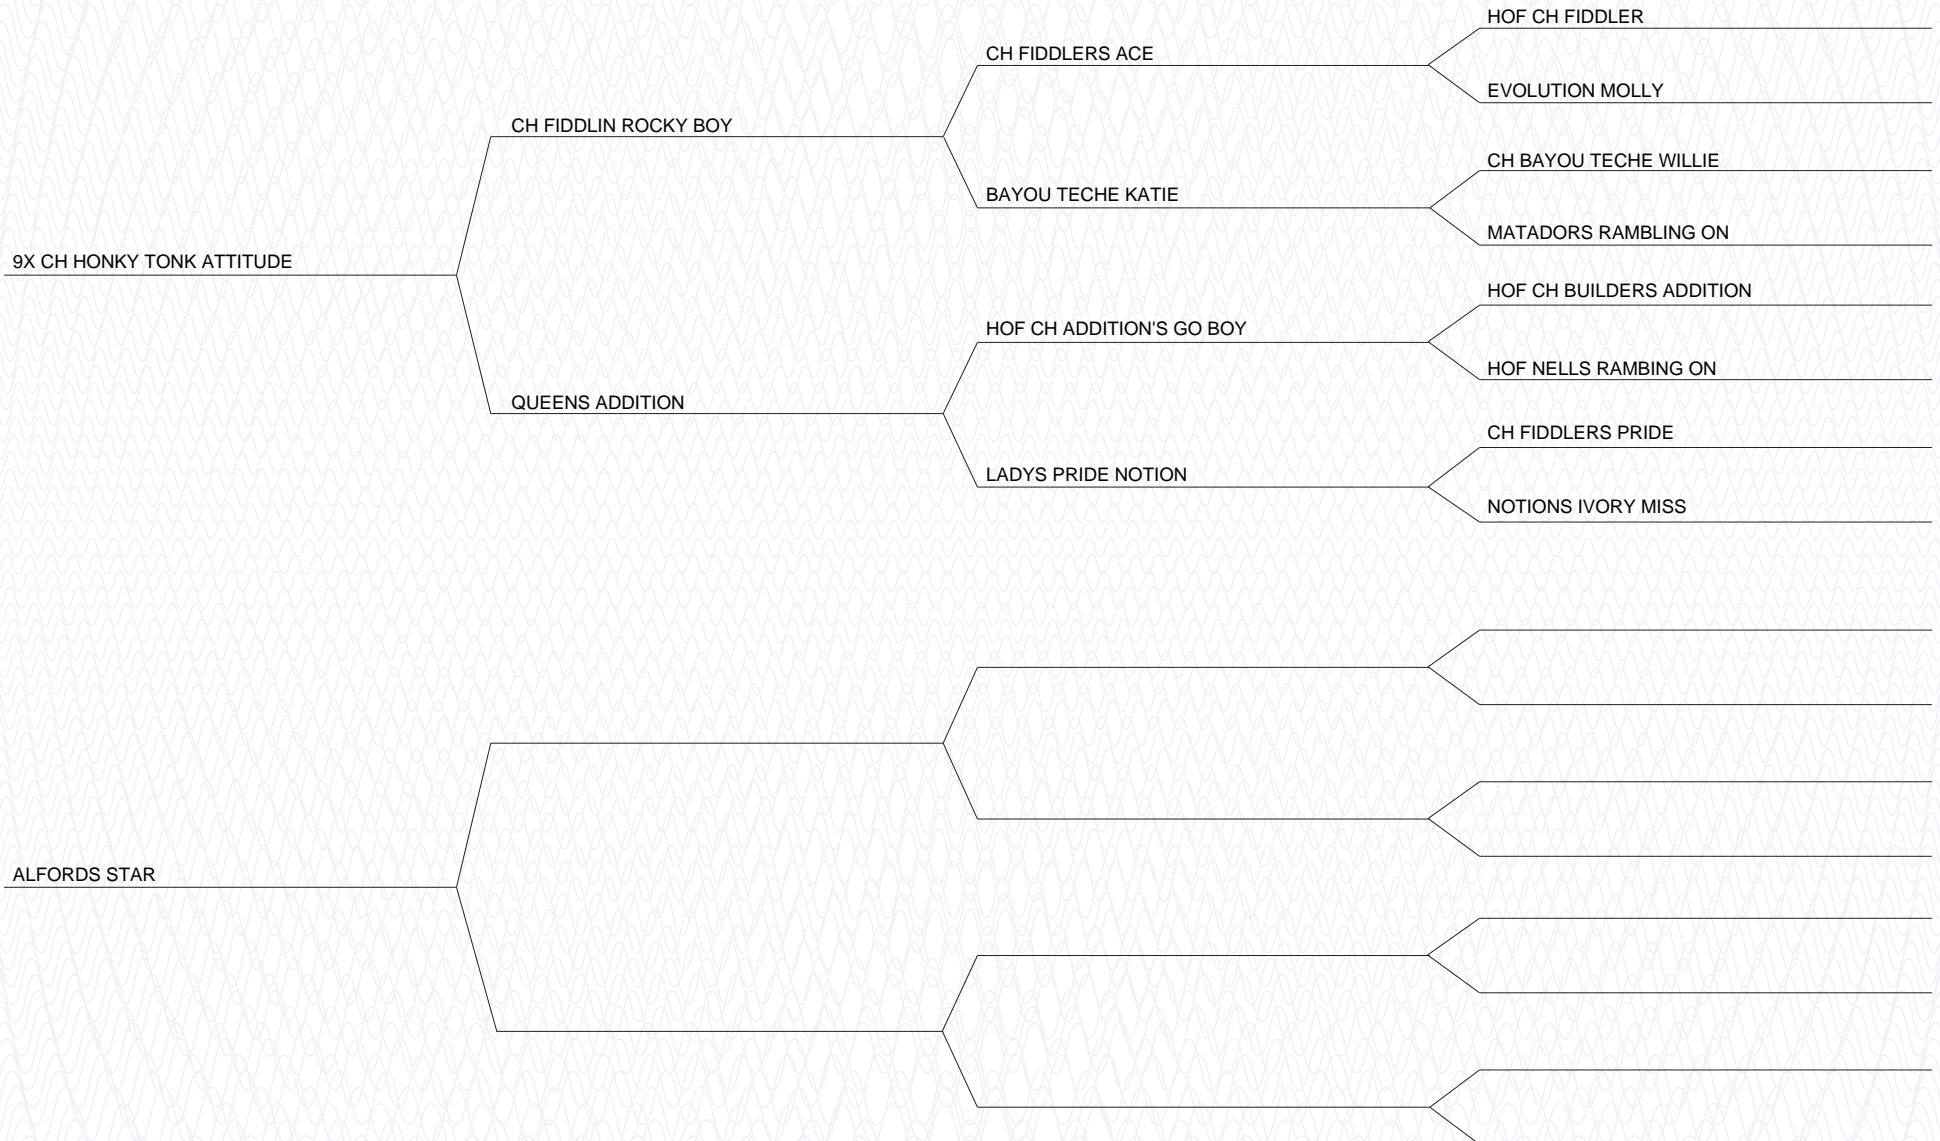 HOF CH FIDDLER
CH FIDDLERS ACE
EVOLUTION MOLLY
CH FIDDLIN ROCKY BOY
CH BAYOU TECHE WILLIE
BAYOU TECHE KATIE
MATADORS RAMBLING ON
9X CH HONKY TONK ATTITUDE
HOF CH BUILDERS ADDITION
HOF CH ADDITION'S GO BOY
HOF NELLS RAMBING ON
QUEENS ADDITION
CH FIDDLERS PRIDE
LADYS PRIDE NOTION
NOTIONS IVORY MISS
ALFORDS STAR